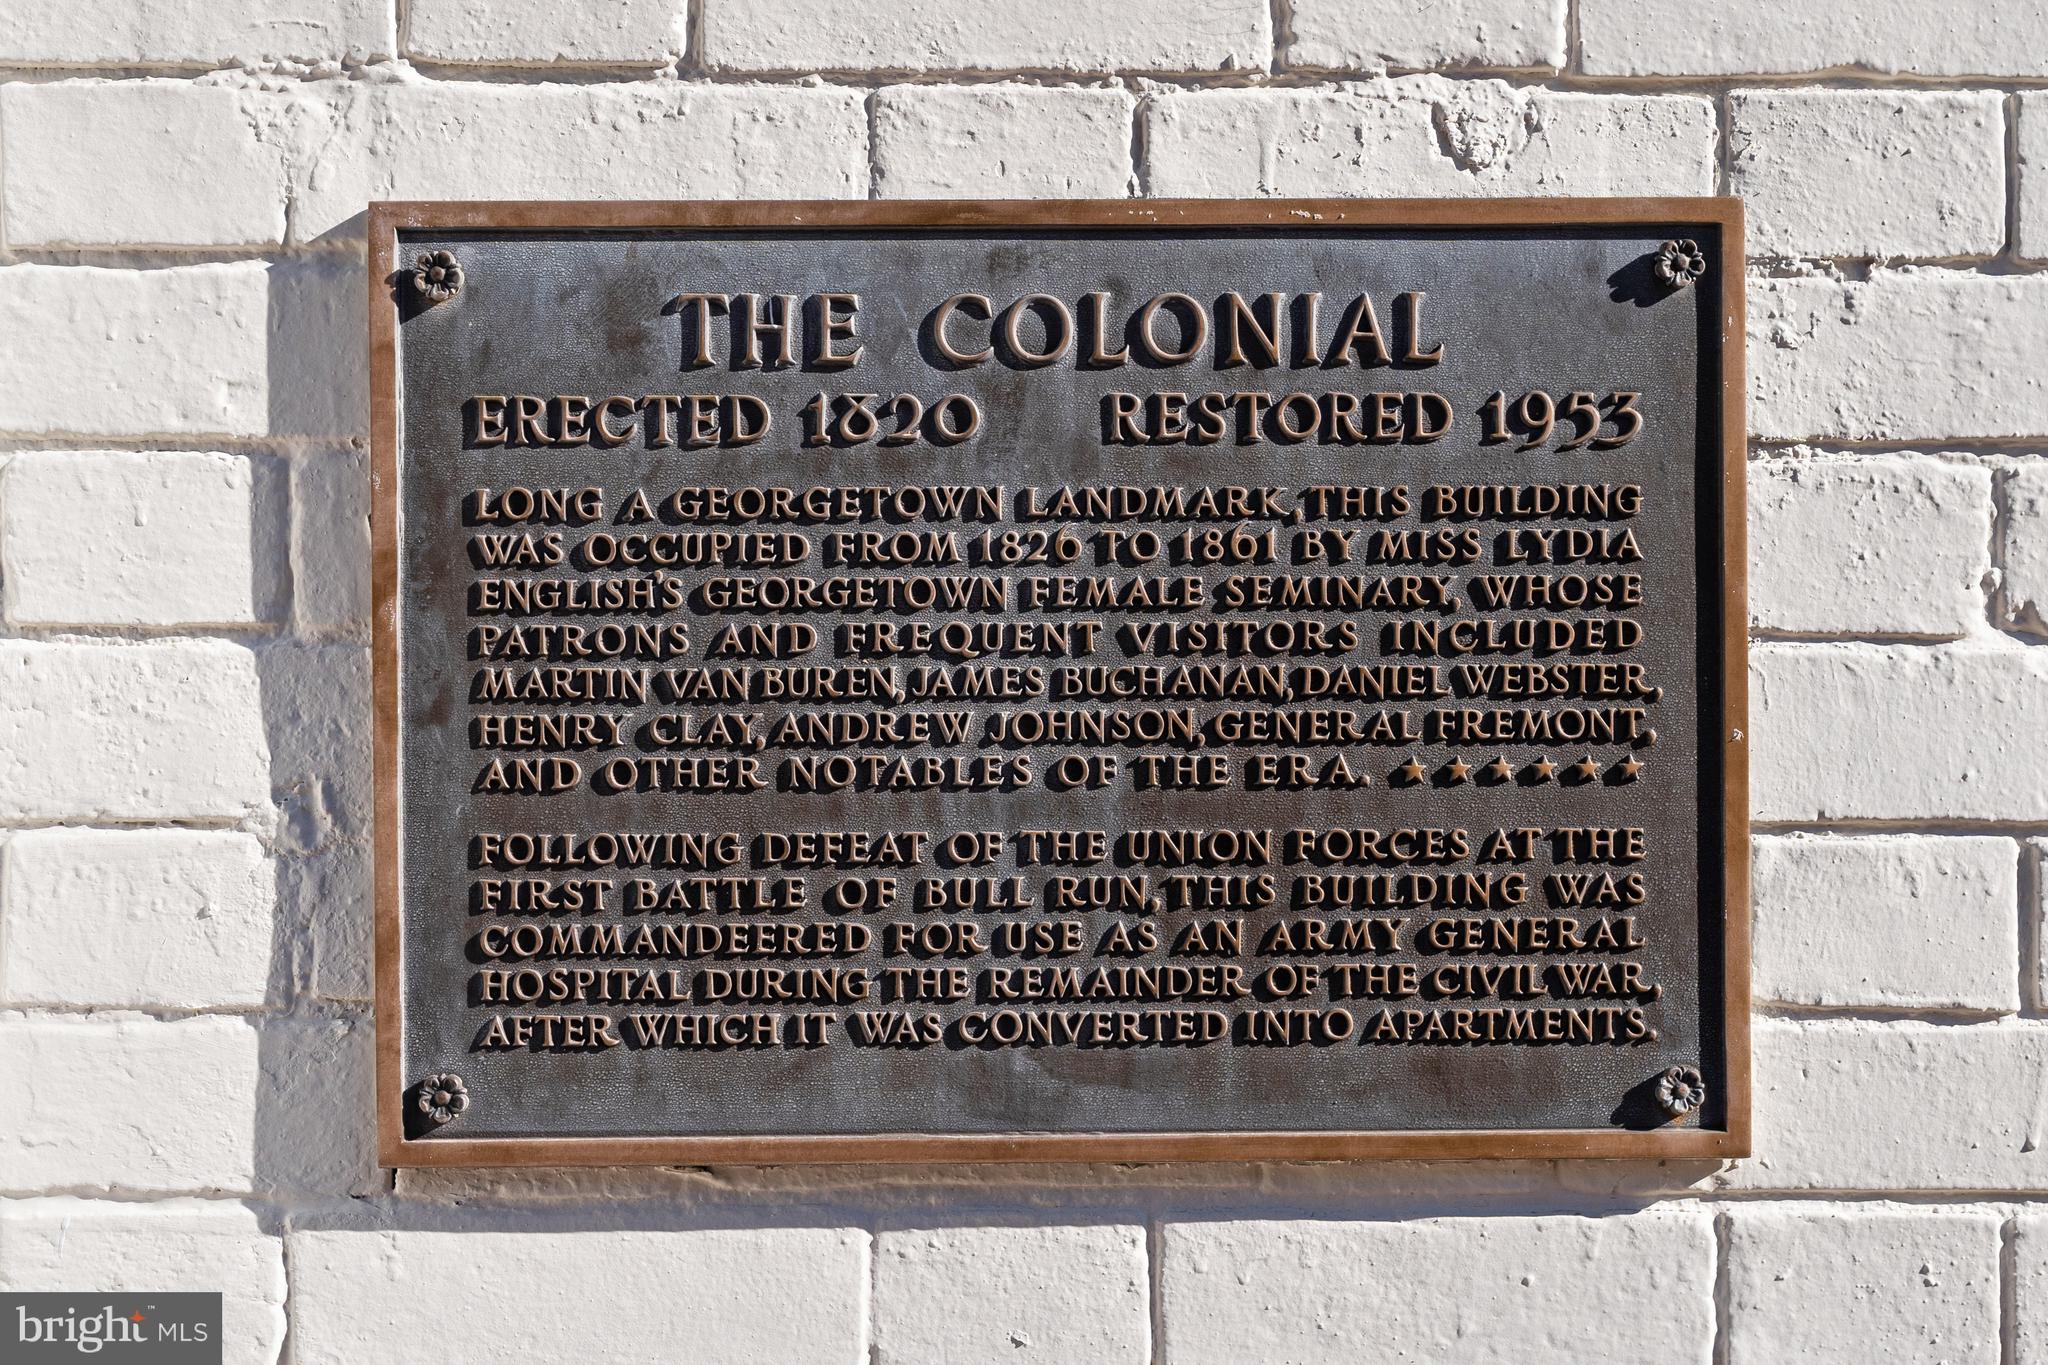 THE COLONIAL
ERECTED 1820 RESTORED 1953
LONG A GEORGETOWN LANDMARK, THIS BUILDING
WAS OCCUPIED FROM 1826 TO 1861 BY MISS LYDIA
ENGLISH'S GEORGETOWN FEMALE SEMINARY, WHOSE
PATRONS AND FREQUENT VISITORS INCLUDED
MARTIN VAN BUREN, JAMES BUCHANAN, DANIEL WEBSTER,
HENRY CLAY, ANDREW JOHNSON, GENERAL FREMONT,
AND OTHER NOTABLES OF THE ERA. ★★★★★★
FOLLOWING DEFEAT OF THE UNION FORCES AT THE
FIRST BATTLE OF BULL RUN, THIS BUILDING WAS
COMMANDEERED FOR USE AS AN ARMY GENERAL
HOSPITAL DURING THE REMAINDER OF THE CIVIL WAR,
AFTER WHICH IT WAS CONVERTED INTO APARTMENTS.
bright™ MLS